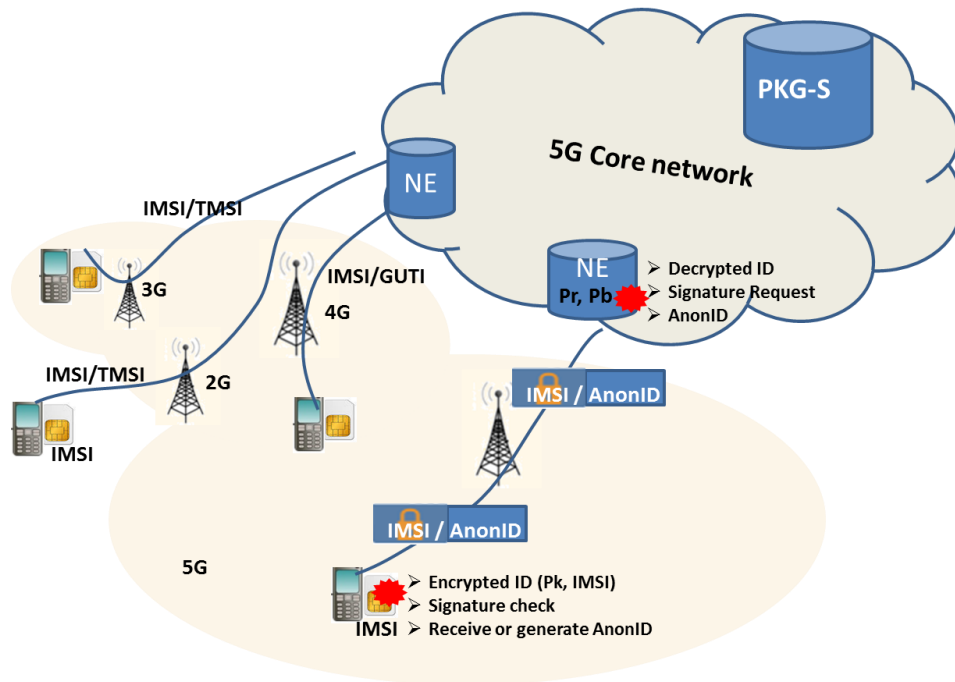 PKG-S
5G Core network
NE
IMSI/TMSI
3G
IMSI/GUTI
4G
NE
Pr, Pb
➢ Decrypted ID
➢ Signature Request
➢ AnonID
IMSI/TMSI
2G
IMSI
IMSI / AnonID
IMSI / AnonID
5G
IMSI
➢ Encrypted ID (Pk, IMSI)
➢ Signature check
➢ Receive or generate AnonID